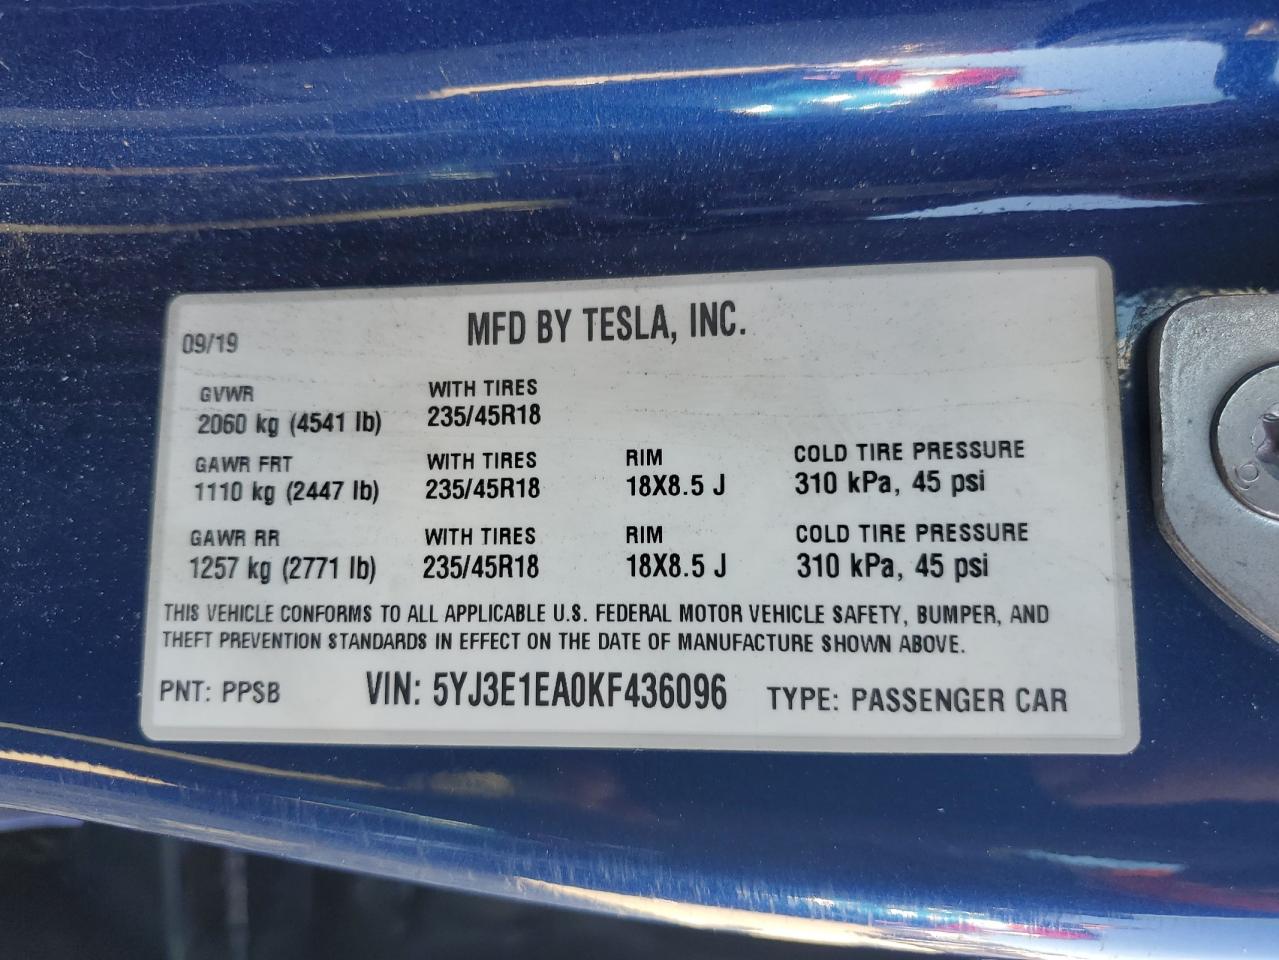 09/19 MFD BY TESLA, INC.
GVWR WITH TIRES
2060 kg (4541 lb) 235/45R18
GAWR FRT WITH TIRES RIM COLD TIRE PRESSURE
1110 kg (2447 lb) 235/45R18 18X8.5 J 310 kPa, 45 psi
GAWR RR WITH TIRES RIM COLD TIRE PRESSURE
1257 kg (2771 lb) 235/45R18 18X8.5 J 310 kPa, 45 psi
THIS VEHICLE CONFORMS TO ALL APPLICABLE U.S. FEDERAL MOTOR VEHICLE SAFETY, BUMPER, AND
THEFT PREVENTION STANDARDS IN EFFECT ON THE DATE OF MANUFACTURE SHOWN ABOVE.
PNT: PPSB VIN: 5YJ3E1EA0KF436096 TYPE: PASSENGER CAR